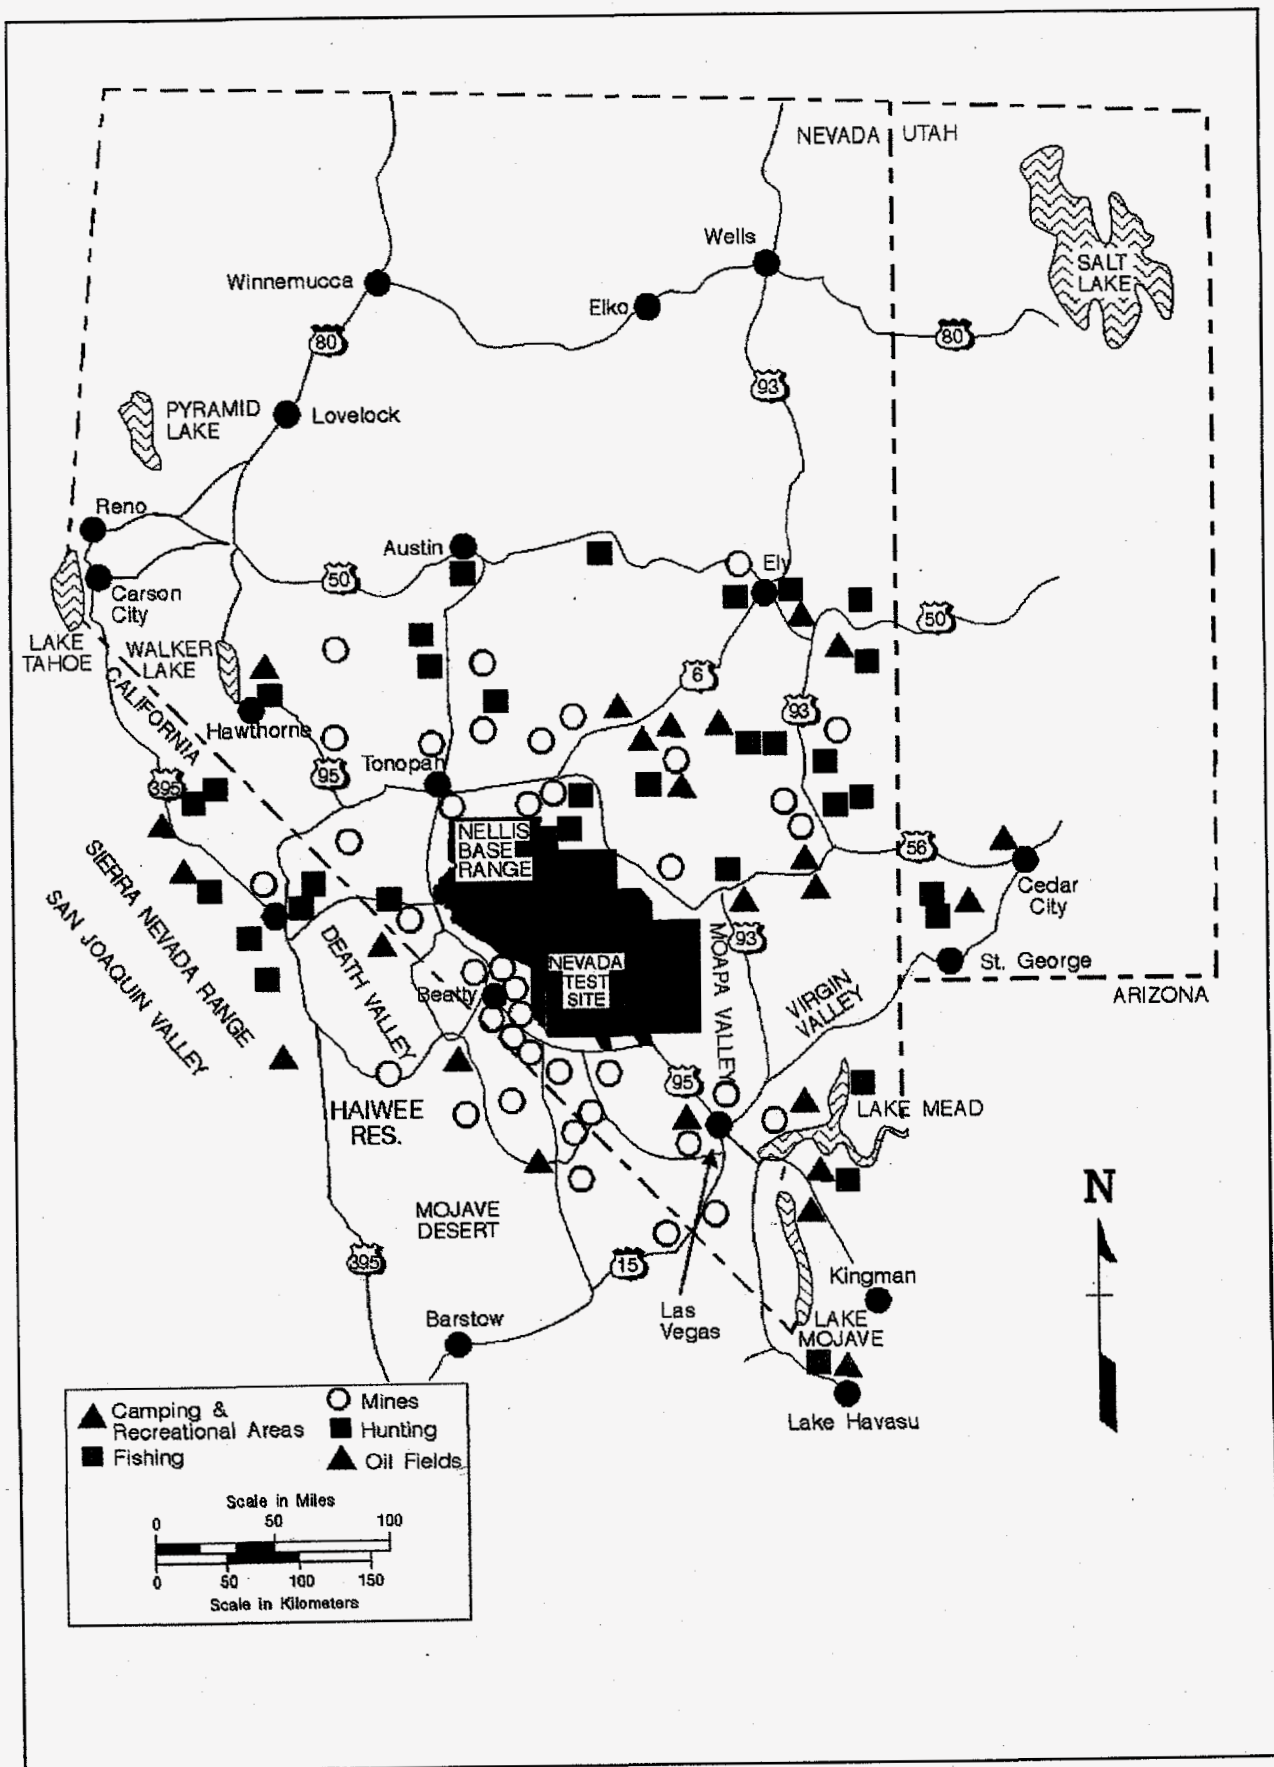 NEVADA
UTAH
Wells
SALT
LAKE
Winnemucca
Elko
80
80
93
PYRAMID
LAKE
Lovelock
Reno
Austin
Ely
Carson
City
50
50
LAKE
TAHOE
WALKER
LAKE
6
CALIFORNIA
93
Hawthorne
Tonopah
95
395
NELLIS
BASE
RANGE
56
SIERRA NEVADA RANGE
Cedar
City
SAN JOAQUIN VALLEY
DEATH VALLEY
93
MOAPA VALLEY
NEVADA
TEST
SITE
St. George
VIRGIN
VALLEY
ARIZONA
Beatty
95
HAIWEE
RES.
LAKE MEAD
N
MOJAVE
DESERT
395
15
Kingman
Las
Vegas
LAKE
MOJAVE
Barstow
Lake Havasu
Camping &
Recreational Areas
Fishing
Mines
Hunting
Oil Fields
Scale in Miles
0 50 100
0 50 100 150
Scale in Kilometers